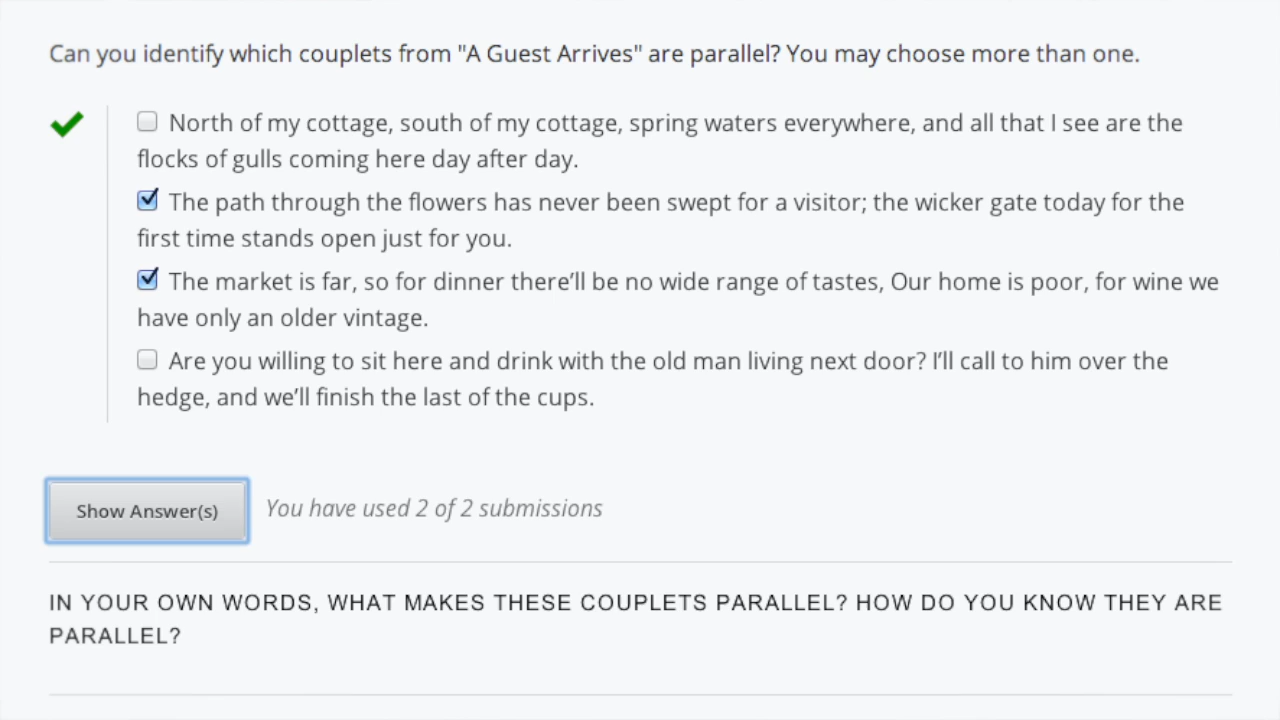 Can you identify which couplets from "A Guest Arrives" are parallel? You may choose more than one.
North of my cottage, south of my cottage, spring waters everywhere, and all that I see are the
flocks of gulls coming here day after day.
The path through the flowers has never been swept for a visitor; the wicker gate today for the
first time stands open just for you.
The market is far, so for dinner there’ll be no wide range of tastes, Our home is poor, for wine we
have only an older vintage.
Are you willing to sit here and drink with the old man living next door? I’ll call to him over the
hedge, and we’ll finish the last of the cups.
Show Answer(s)
You have used 2 of 2 submissions
IN YOUR OWN WORDS, WHAT MAKES THESE COUPLETS PARALLEL? HOW DO YOU KNOW THEY ARE
PARALLEL?